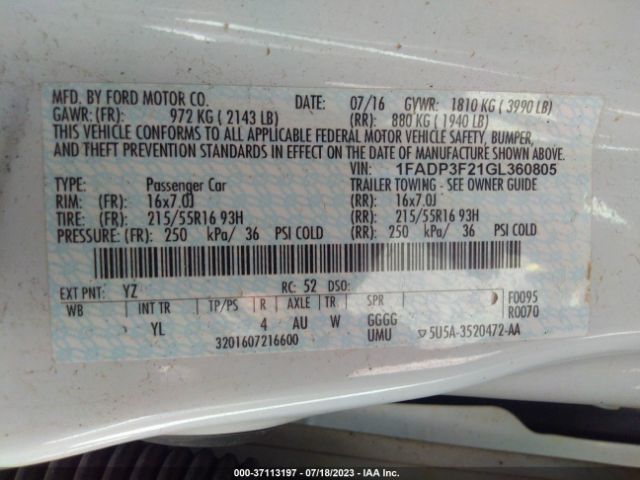 MFD. BY FORD MOTOR CO. DATE: 07/16 GVWR: 1810 KG ( 3990 LB)
GAWR: (FR): 972 KG ( 2143 LB) (RR): 880 KG ( 1940 LB)
THIS VEHICLE CONFORMS TO ALL APPLICABLE FEDERAL MOTOR VEHICLE SAFETY, BUMPER,
AND THEFT PREVENTION STANDARDS IN EFFECT ON THE DATE OF MANUFACTURE SHOWN ABOVE.
VIN: 1FADP3F21GL360805
TYPE: Passenger Car TRAILER TOWING - SEE OWNER GUIDE
RIM: (FR): 16x7.0J (RR): 16x7.0J
TIRE: (FR): 215/55R16 93H (RR): 215/55R16 93H
PRESSURE: (FR): 250 kPa/ 36 PSI COLD (RR): 250 kPa/ 36 PSI COLD
EXT PNT: YZ RC: 52 DSO:
WB INT TR TP/PS R AXLE TR SPR F0095
R0070
YL 4 AU W GGGG
UMU
3201607216600 5U5A-3520472-AA
000-37113197 - 07/18/2023 - IAA Inc.